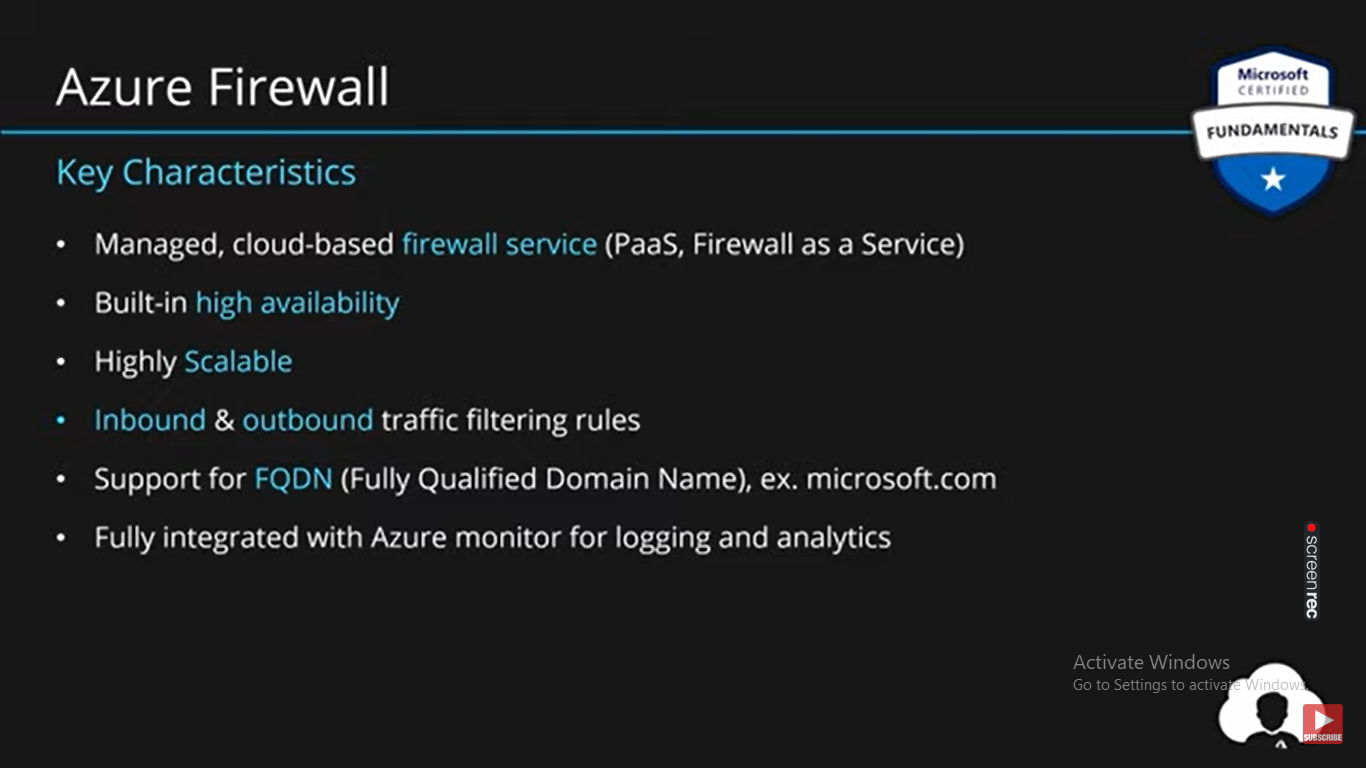 Azure Firewall
Microsoft
CERTIFIED
FUNDAMENTALS
Key Characteristics
• Managed, cloud-based firewall service (PaaS, Firewall as a Service)
• Built-in high availability
• Highly Scalable
• Inbound & outbound traffic filtering rules
• Support for FQDN (Fully Qualified Domain Name), ex. microsoft.com
• Fully integrated with Azure monitor for logging and analytics
screenrec
Activate Windows
Go to Settings to activate Windows.
SUBSCRIBE